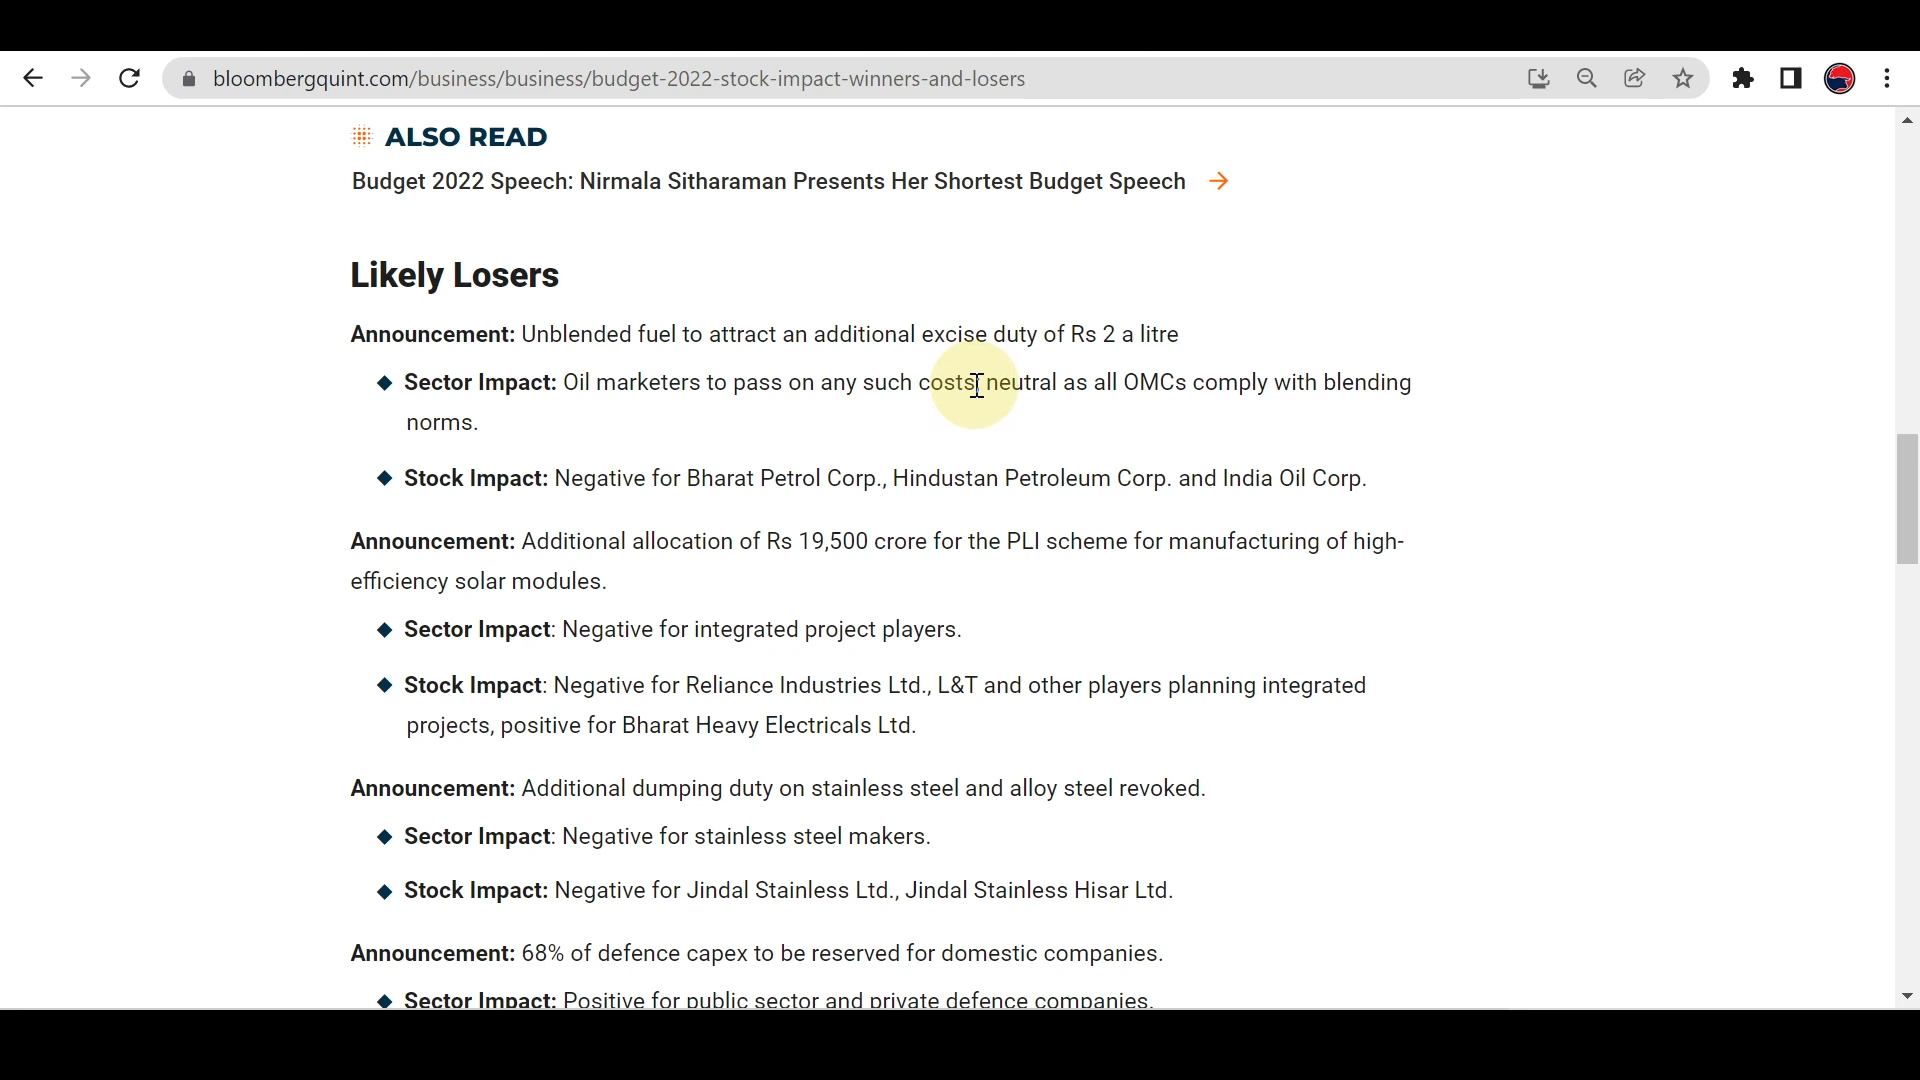 bloombergquint.com/business/business/budget-2022-stock-impact-winners-and-losers
ALSO READ
Budget 2022 Speech: Nirmala Sitharaman Presents Her Shortest Budget Speech
Likely Losers
Announcement: Unblended fuel to attract an additional excise duty of Rs 2 a litre
Sector Impact: Oil marketers to pass on any such costs; neutral as all OMCs comply with blending
norms.
Stock Impact: Negative for Bharat Petrol Corp., Hindustan Petroleum Corp. and India Oil Corp.
Announcement: Additional allocation of Rs 19,500 crore for the PLI scheme for manufacturing of high-
efficiency solar modules.
Sector Impact: Negative for integrated project players.
Stock Impact: Negative for Reliance Industries Ltd., L&T and other players planning integrated
projects, positive for Bharat Heavy Electricals Ltd.
Announcement: Additional dumping duty on stainless steel and alloy steel revoked.
Sector Impact: Negative for stainless steel makers.
Stock Impact: Negative for Jindal Stainless Ltd., Jindal Stainless Hisar Ltd.
Announcement: 68% of defence capex to be reserved for domestic companies.
Sector Impact: Positive for public sector and private defence companies.